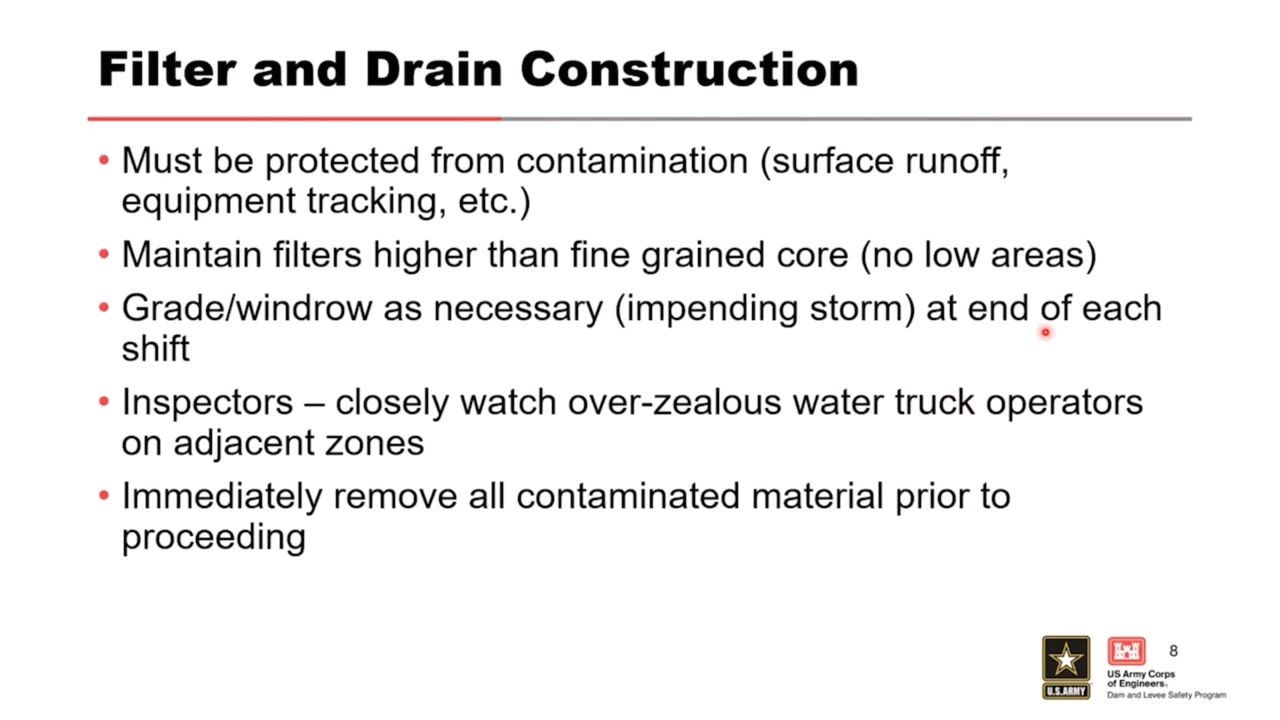 Filter and Drain Construction
• Must be protected from contamination (surface runoff,
equipment tracking, etc.)
• Maintain filters higher than fine grained core (no low areas)
• Grade/windrow as necessary (impending storm) at end of each
shift
• Inspectors – closely watch over-zealous water truck operators
on adjacent zones
• Immediately remove all contaminated material prior to
proceeding
8
U.S.ARMY
US Army Corps
of Engineers®
Dam and Levee Safety Program